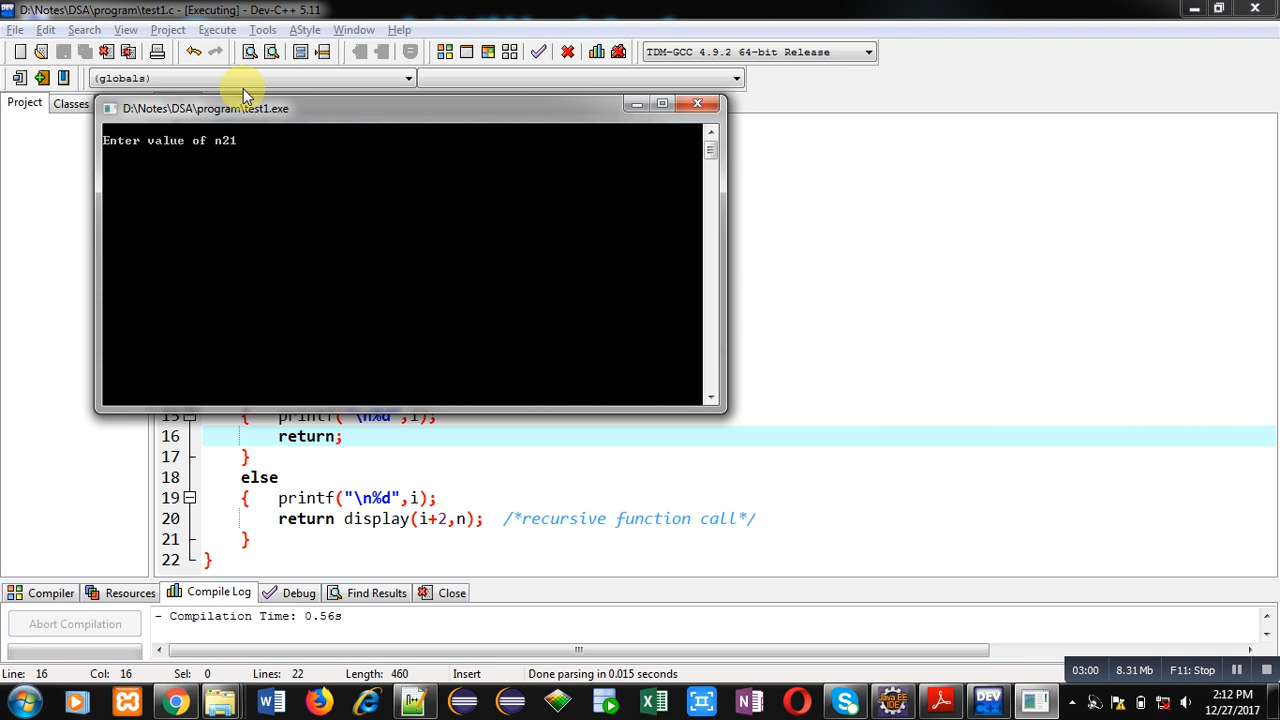 D:\Notes\DSA\program\test1.c - [Executing] - Dev-C++ 5.11
File Edit Search View Project Execute Tools AStyle Window Help
TDM-GCC 4.9.2 64-bit Release
(globals)
Project Classes
D:\Notes\DSA\program\test1.exe
Enter value of n21
15 { printf("\n%d",i);
16 return;
17 }
18 else
19 { printf("\n%d",i);
20 return display(i+2,n); /*recursive function call*/
21 }
22 }
Compiler Resources Compile Log Debug Find Results Close
Abort Compilation
- Compilation Time: 0.56s
Line: 16 Col: 16 Sel: 0 Lines: 22 Length: 460 Insert Done parsing in 0.015 seconds
03:00 8.31 Mb F11: Stop
2:12 PM
12/27/2017